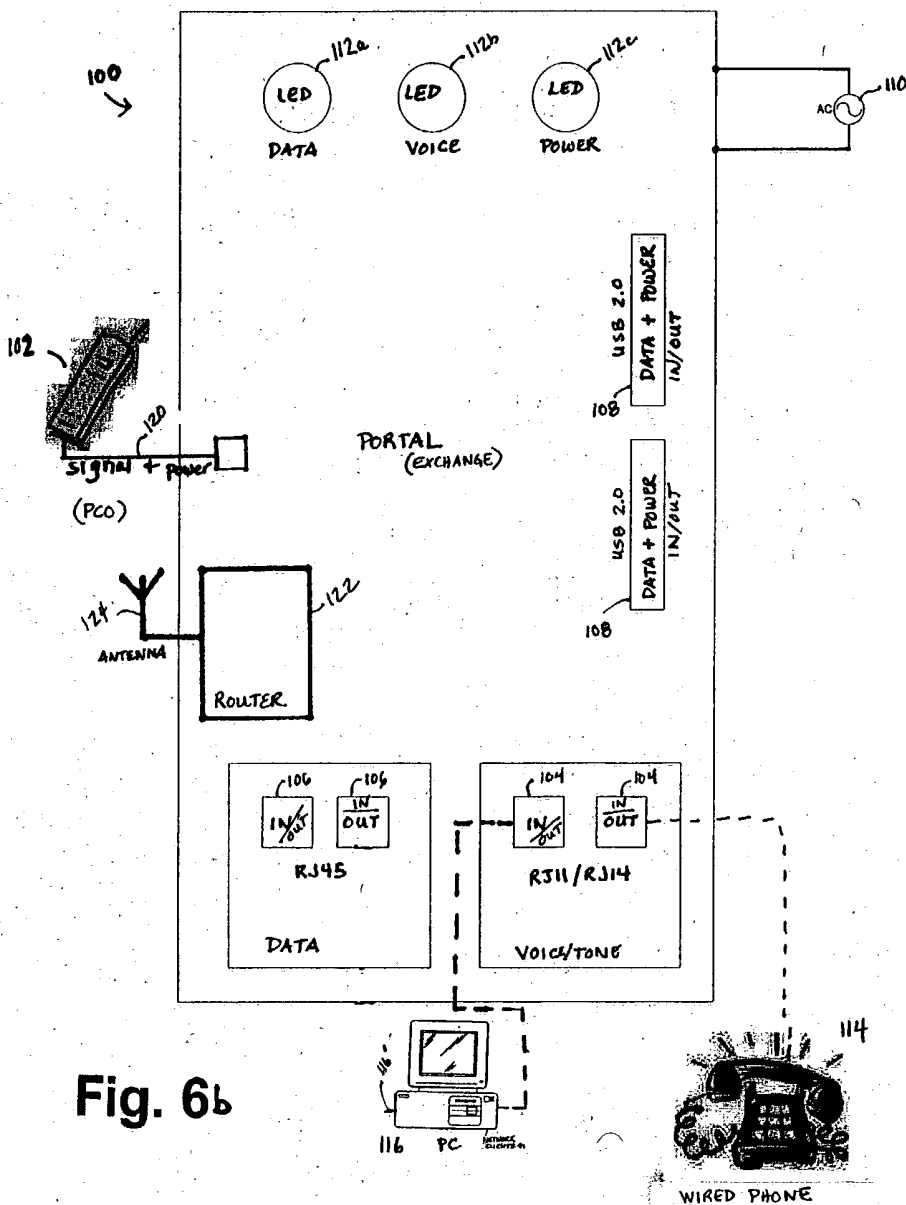 100
112a
112b
112c
LED
LED
LED
DATA
VOICE
POWER
AC
110
USB 2.0
DATA + POWER
IN/OUT
108
102
120
signal + power
(PCO)
PORTAL
(EXCHANGE)
USB 2.0
DATA + POWER
IN/OUT
108
124
ANTENNA
122
ROUTER
106
106
IN/OUT
IN
OUT
RJ45
DATA
104
104
IN/OUT
IN
OUT
RJ11/RJ14
VOICE/TONE
Fig. 6b
116'
116
PC
114
WIRED PHONE